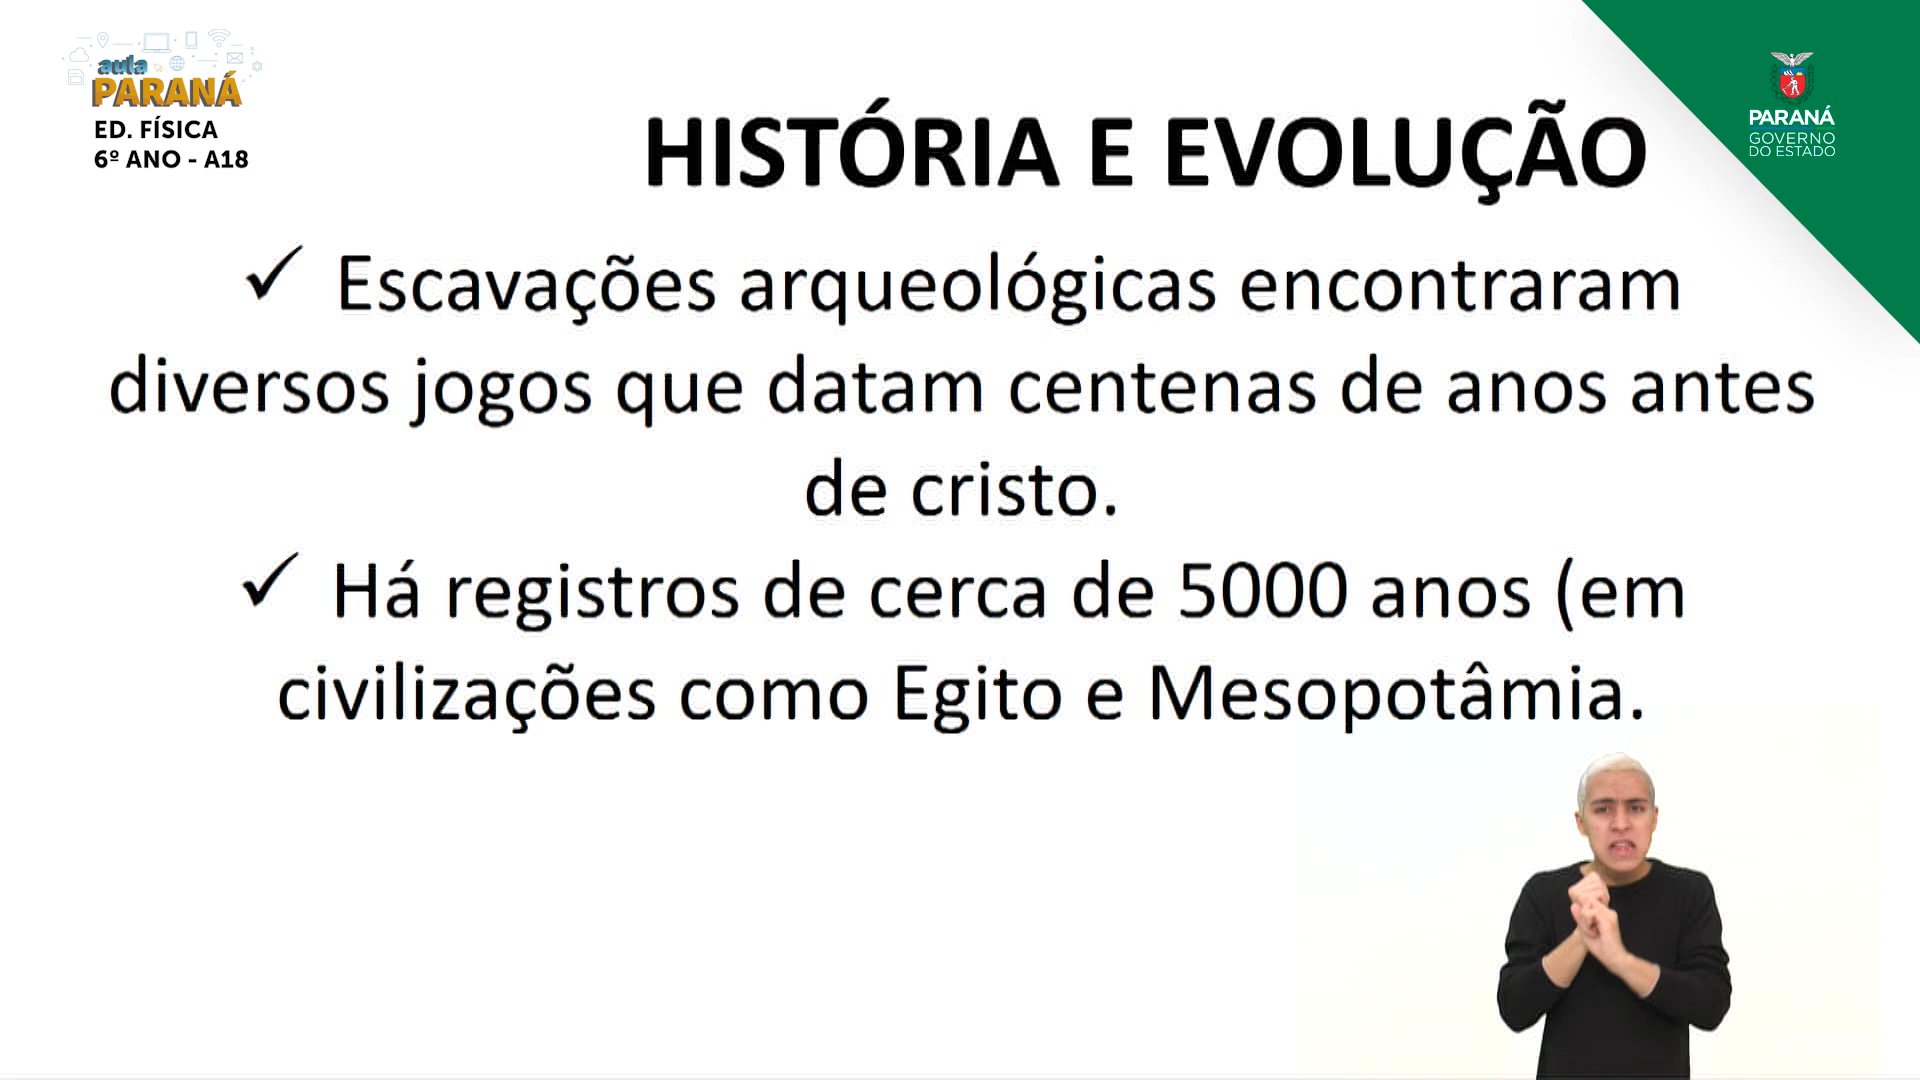 aula
PARANÁ
ED. FÍSICA
6º ANO - A18
PARANÁ
GOVERNO
DO ESTADO
HISTÓRIA E EVOLUÇÃO
✓ Escavações arqueológicas encontraram
diversos jogos que datam centenas de anos antes
de cristo.
✓ Há registros de cerca de 5000 anos (em
civilizações como Egito e Mesopotâmia.